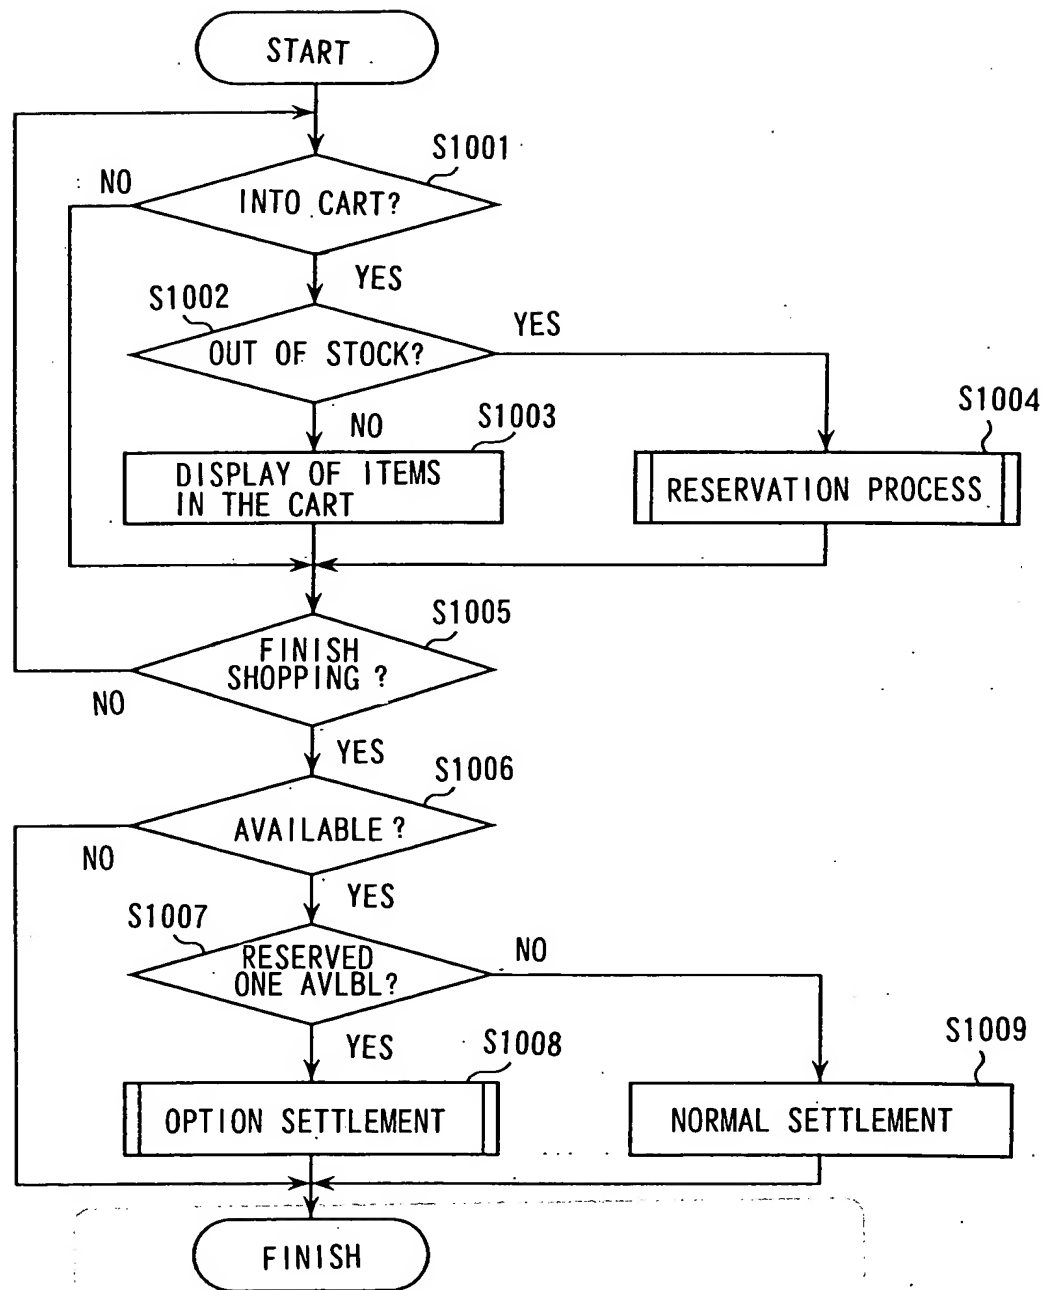 START
S1001
NO
INTO CART?
YES
S1002
YES
OUT OF STOCK?
NO
S1003
S1004
DISPLAY OF ITEMS
IN THE CART
RESERVATION PROCESS
S1005
FINISH
SHOPPING ?
NO
YES
S1006
AVAILABLE ?
NO
YES
S1007
NO
RESERVED
ONE AVLBL?
YES
S1008
S1009
OPTION SETTLEMENT
NORMAL SETTLEMENT
FINISH